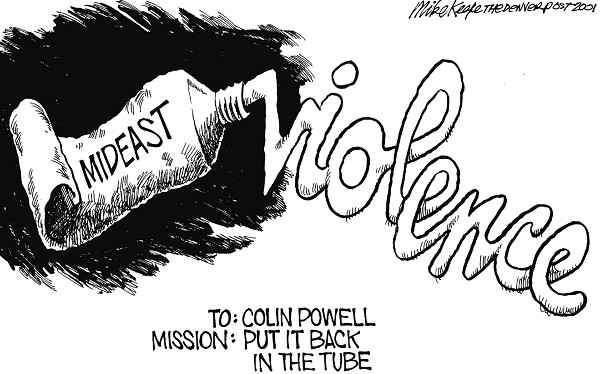 Mike Keefe THE DENVER POST 2001
MIDEAST
violence
TO: COLIN POWELL
MISSION: PUT IT BACK
IN THE TUBE